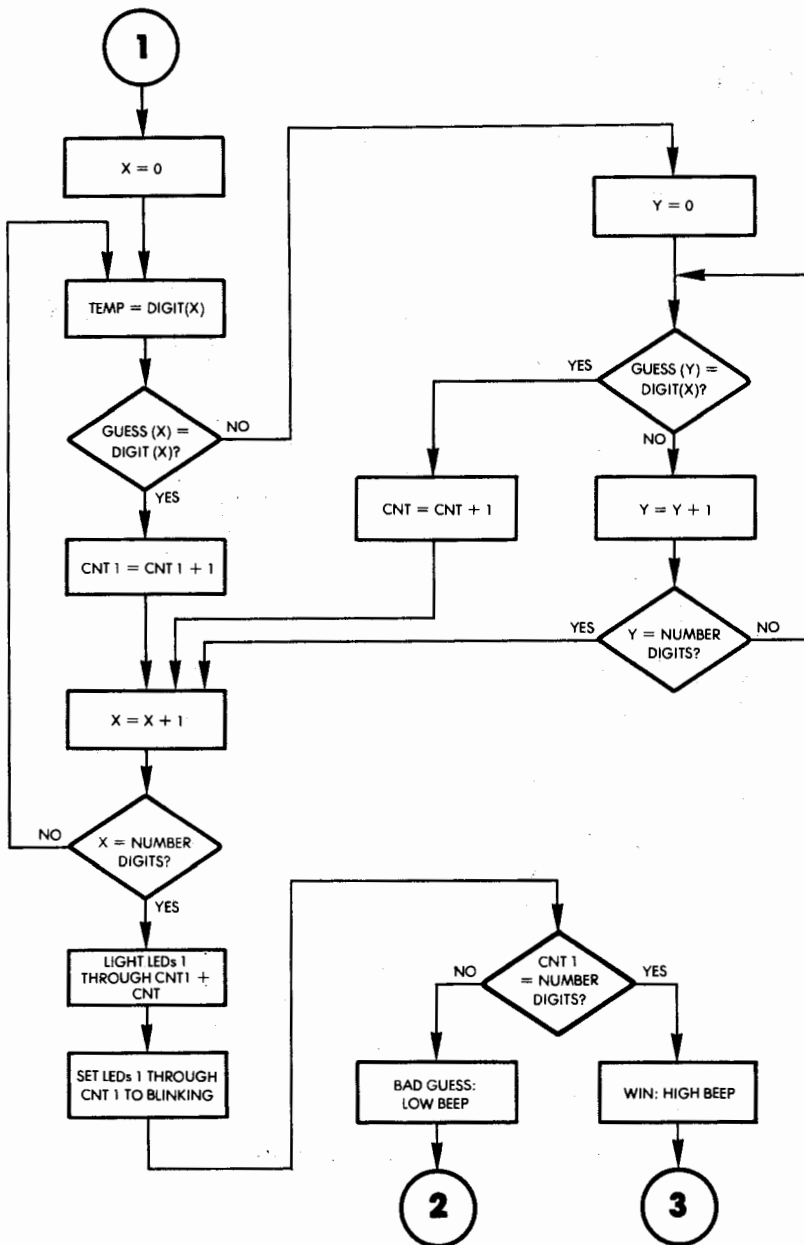 1
X = 0
Y = 0
TEMP = DIGIT(X)
GUESS (X) =
DIGIT (X)?
NO
YES
GUESS (Y) =
DIGIT(X)?
YES
NO
CNT = CNT + 1
Y = Y + 1
CNT 1 = CNT 1 + 1
YES
Y = NUMBER
DIGITS?
NO
X = X + 1
NO
X = NUMBER
DIGITS?
YES
LIGHT LEDs 1
THROUGH CNT1 +
CNT
NO
CNT 1
= NUMBER
DIGITS?
YES
SET LEDs 1 THROUGH
CNT 1 TO BLINKING
BAD GUESS:
LOW BEEP
WIN: HIGH BEEP
2
3